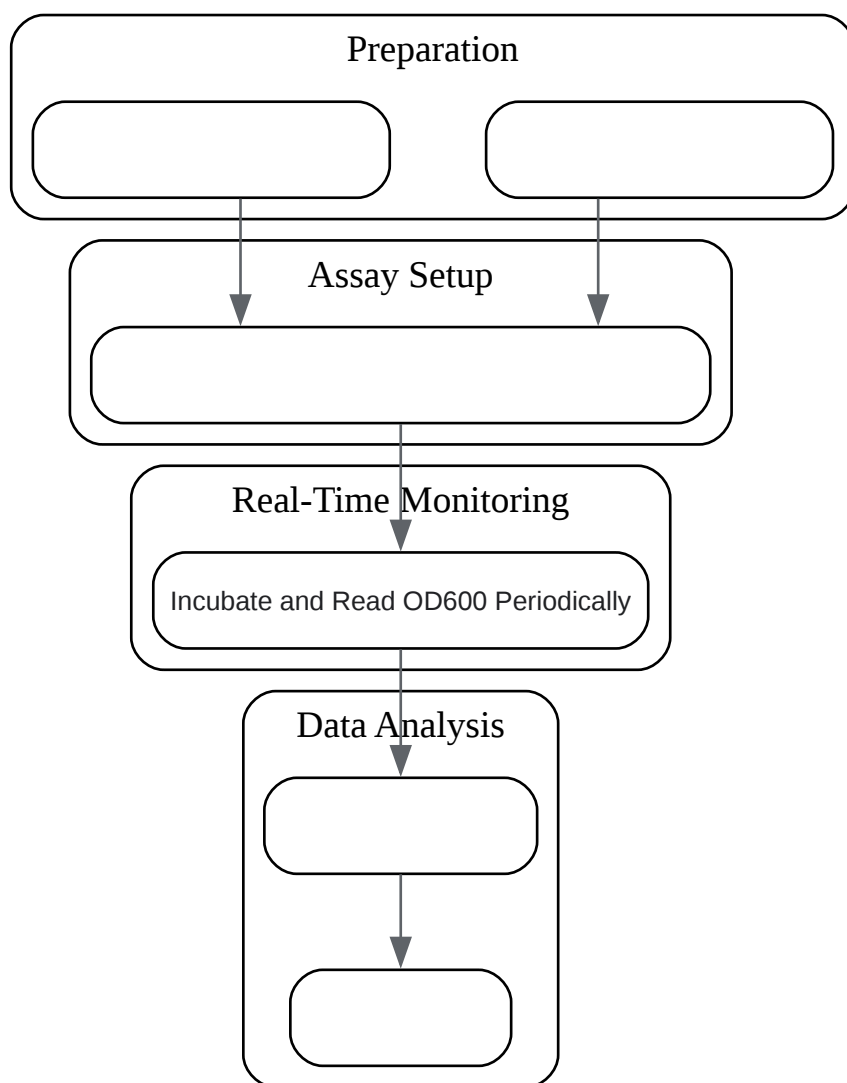 Preparation
Assay Setup
Real-Time Monitoring
Incubate and Read OD600 Periodically
Data Analysis